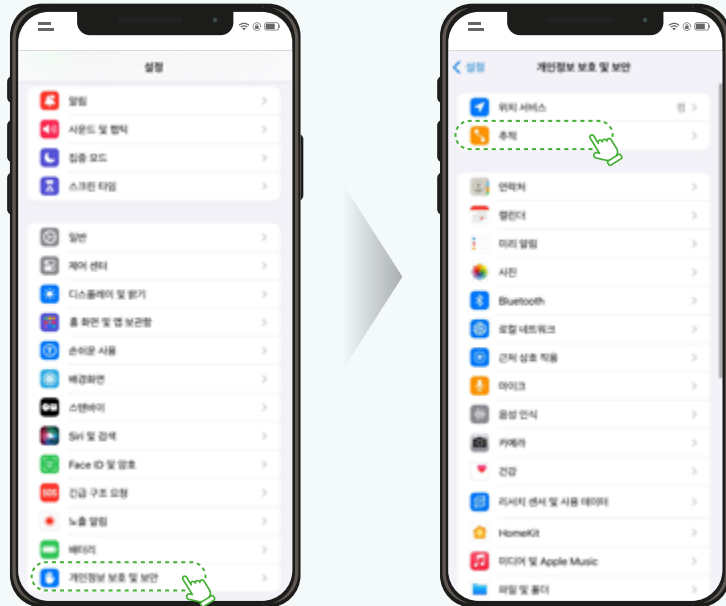 설정
알림
사운드 및 햅틱
집중 모드
스크린 타임
일반
제어 센터
디스플레이 및 밝기
홈 화면 및 앱 보관함
손쉬운 사용
배경화면
스탠바이
Siri 및 검색
Face ID 및 암호
SOS 긴급 구조 요청
노출 알림
배터리
개인정보 보호 및 보안
설정 개인정보 보호 및 보안
위치 서비스 켬
추적
연락처
캘린더
미리 알림
사진
Bluetooth
로컬 네트워크
근처 상호 작용
마이크
음성 인식
카메라
건강
리서치 센서 및 사용 데이터
HomeKit
미디어 및 Apple Music
파일 및 폴더